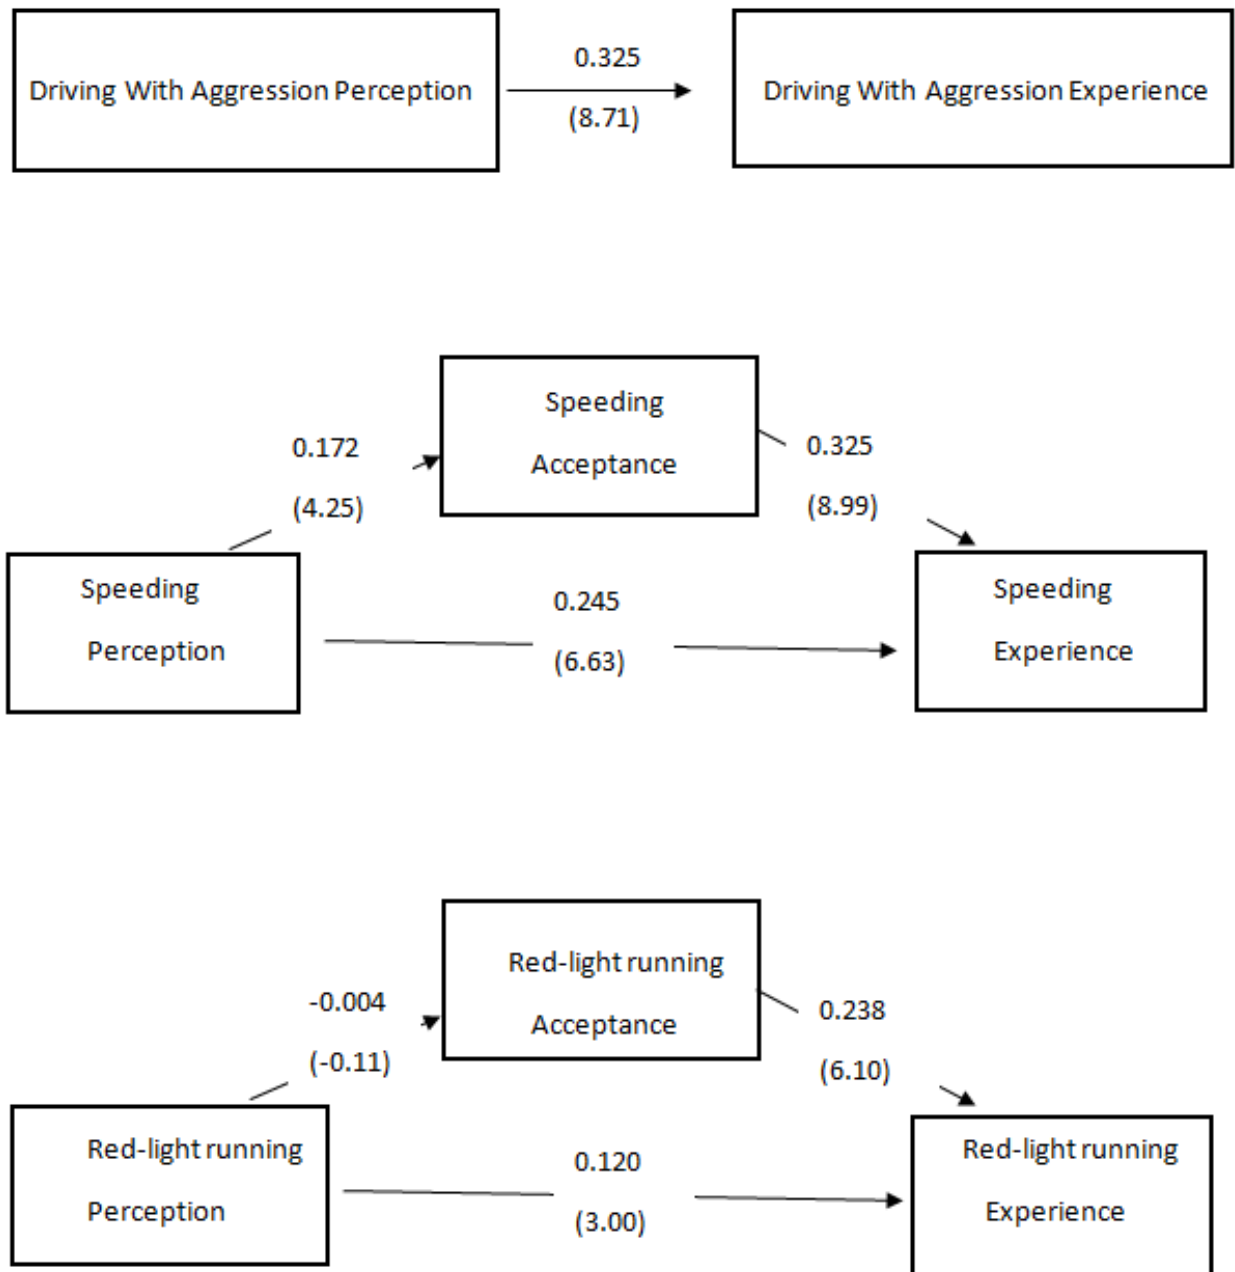 0.325
Driving With Aggression Perception
Driving With Aggression Experience
(8.71)
Speeding
Acceptance
0.172
(4.25)
0.325
(8.99)
Speeding
Perception
0.245
(6.63)
Speeding
Experience
Red-light running
Acceptance
-0.004
(-0.11)
0.238
(6.10)
Red-light running
Perception
0.120
(3.00)
Red-light running
Experience